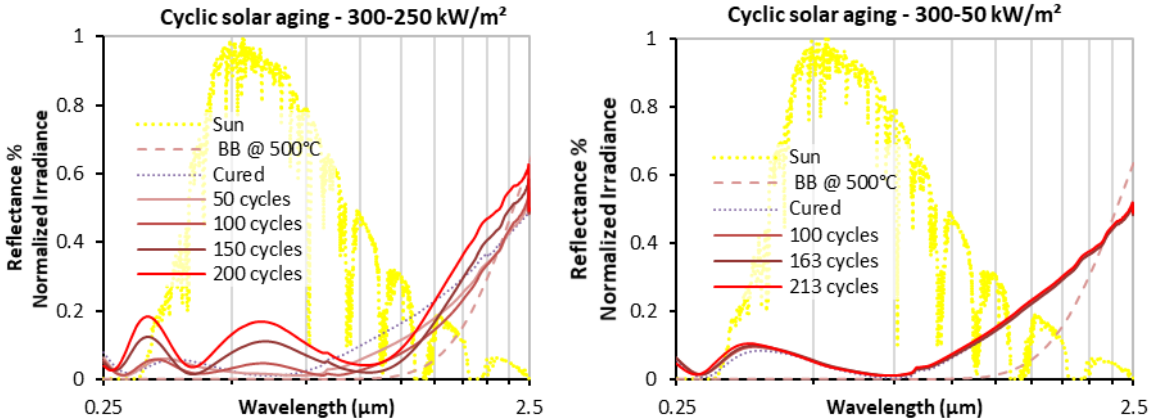 Cyclic solar aging - 300-250 kW/m²
Reflectance %
Normalized Irradiance
1
0.8
0.6
0.4
0.2
0
Sun
BB @ 500°C
Cured
50 cycles
100 cycles
150 cycles
200 cycles
0.25
Wavelength (µm)
2.5
Cyclic solar aging - 300-50 kW/m²
Reflectance %
Normalized Irradiance
1
0.8
0.6
0.4
0.2
0
Sun
BB @ 500°C
Cured
100 cycles
163 cycles
213 cycles
0.25
Wavelength (µm)
2.5